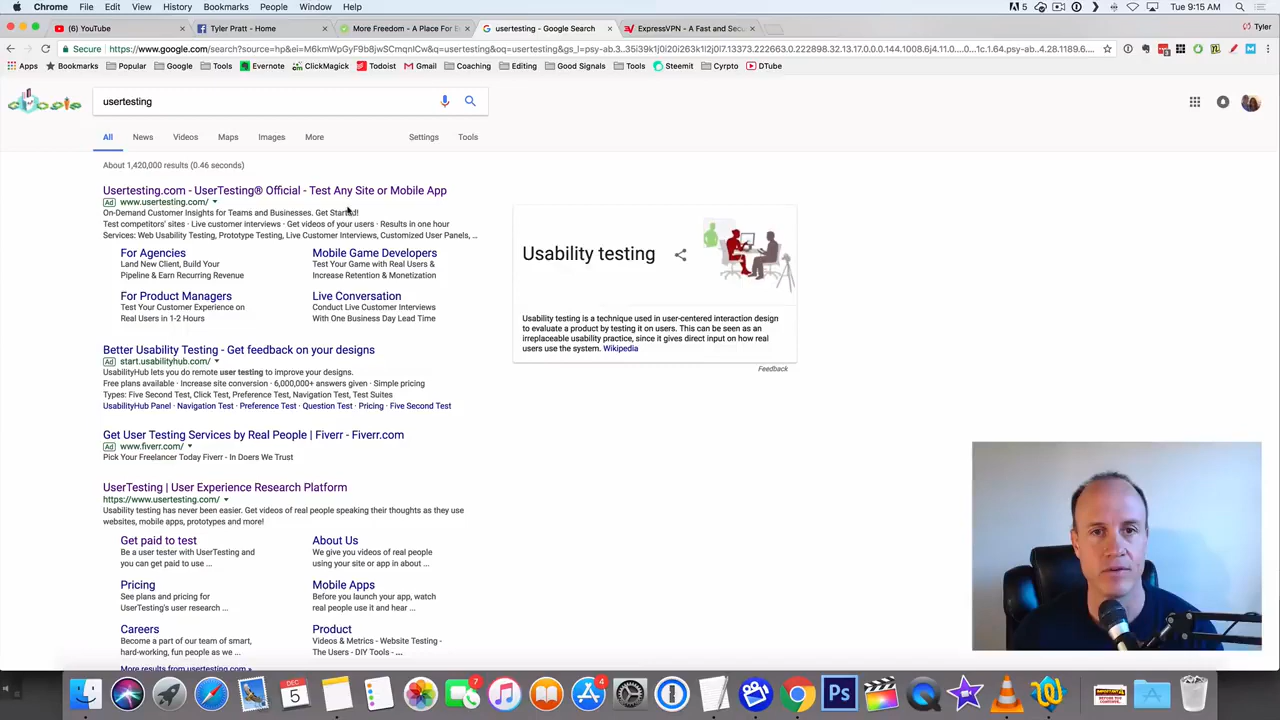 Chrome File Edit View History Bookmarks People Window Help
5 Tue 9:15 AM
(6) YouTube
Tyler Pratt - Home
More Freedom - A Place For E
usertesting - Google Search
ExpressVPN - A Fast and Secu
Tyler
Secure
Apps Bookmarks Popular Google Tools Evernote ClickMagick Todoist Gmail Coaching Editing Good Signals Tools Steemit Cyrpto DTube
usertesting
All News Videos Maps Images More Settings Tools
About 1,420,000 results (0.46 seconds)
Usertesting.com - UserTesting® Official - Test Any Site or Mobile App
Ad www.usertesting.com/
On-Demand Customer Insights for Teams and Businesses. Get Started!
Test competitors' sites · Live customer interviews · Get videos of your users · Results in one hour
Services: Web Usability Testing, Prototype Testing, Live Customer Interviews, Customized User Panels, ...
For Agencies
Land New Client, Build Your
Pipeline & Earn Recurring Revenue
Mobile Game Developers
Test Your Game with Real Users &
Increase Retention & Monetization
For Product Managers
Test Your Customer Experience on
Real Users in 1-2 Hours
Live Conversation
Conduct Live Customer Interviews
With One Business Day Lead Time
Better Usability Testing - Get feedback on your designs
Ad start.usabilityhub.com/
UsabilityHub lets you do remote user testing to improve your designs.
Free plans available · Increase site conversion · 6,000,000+ answers given · Simple pricing
Types: Five Second Test, Click Test, Preference Test, Navigation Test, Test Suites
UsabilityHub Panel · Navigation Test · Preference Test · Question Test · Pricing · Five Second Test
Get User Testing Services by Real People | Fiverr - Fiverr.com
Ad www.fiverr.com/
Pick Your Freelancer Today Fiverr - In Doers We Trust
UserTesting | User Experience Research Platform
https://www.usertesting.com/
Usability testing has never been easier. Get videos of real people speaking their thoughts as they use
websites, mobile apps, prototypes and more!
Get paid to test
Be a user tester with UserTesting and
you can get paid to use ...
About Us
We give you videos of real people
using your site or app in about ...
Pricing
See plans and pricing for
UserTesting's user research ...
Mobile Apps
Before you launch your app, watch
real people use it and hear ...
Careers
Become a part of our team of smart,
hard-working, fun people as we ...
Product
Videos & Metrics - Website Testing -
The Users - DIY Tools - ...
More results from usertesting.com »
Usability testing
Usability testing is a technique used in user-centered interaction design
to evaluate a product by testing it on users. This can be seen as an
irreplaceable usability practice, since it gives direct input on how real
users use the system. Wikipedia
Feedback
DEC
5
7
4
Ps